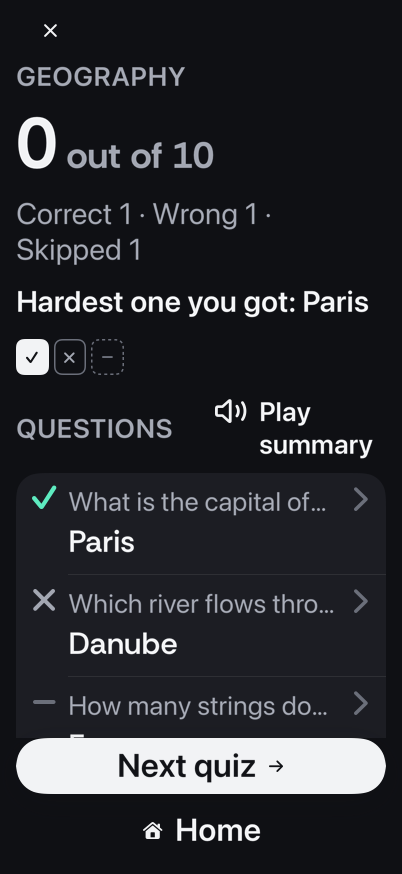 GEOGRAPHY
0 out of 10
Correct 1 · Wrong 1 ·
Skipped 1
Hardest one you got: Paris
QUESTIONS
Play
summary
What is the capital of...
Paris
Which river flows thro...
Danube
How many strings do...
Next quiz →
Home